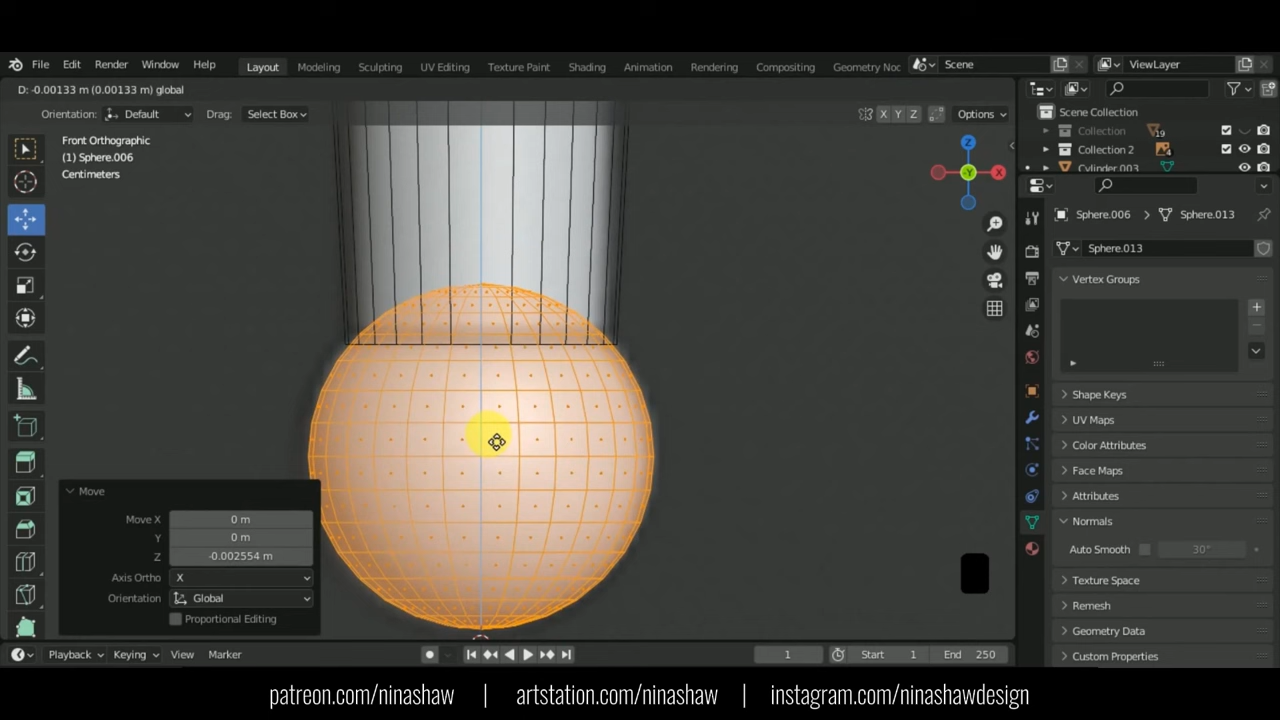 File Edit Render Window Help Layout Modeling Sculpting UV Editing Texture Paint Shading Animation Rendering Compositing Geometry Noc Scene ViewLayer
D: -0.00133 m (0.00133 m) global
Orientation: Default Drag: Select Box X Y Z Options
Front Orthographic
(1) Sphere.006
Centimeters
Z
Y
X
Scene Collection
Collection 19
Collection 2 4
Cylinder.003
Sphere.006 Sphere.013
Sphere.013
Vertex Groups
Shape Keys
UV Maps
Color Attributes
Face Maps
Attributes
Normals
Auto Smooth 30°
Texture Space
Remesh
Geometry Data
Custom Properties
Move
Move X 0 m
Y 0 m
Z -0.002554 m
Axis Ortho X
Orientation Global
Proportional Editing
Playback Keying View Marker 1 Start 1 End 250
patreon.com/ninashaw | artstation.com/ninashaw | instagram.com/ninashawdesign